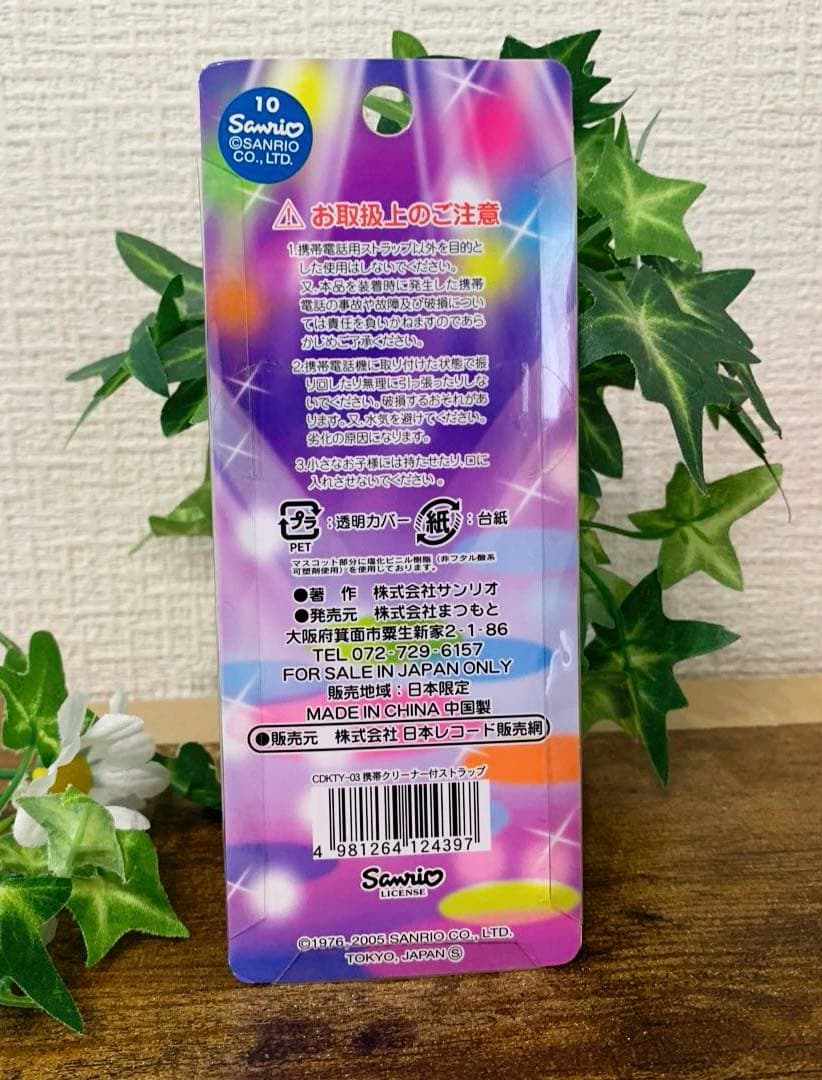 10
Sanrio
©SANRIO
CO., LTD.
お取扱上のご注意
1.携帯電話用ストラップ以外を目的と
した使用はしないでください。
又、本品を装着時に発生した携帯
電話の事故や故障及び破損につい
ては責任を負いかねますのであら
かじめご了承ください。
2.携帯電話機に取り付けた状態で振
り回したり無理に引っ張ったりしな
いでください。破損するおそれがあ
ります。又、水気を避けてください。
劣化の原因になります。
3.小さなお子様には持たせたり、口に
入れさせないでください。
プラ :透明カバー 紙 :台紙
PET
マスコット部分に塩化ビニル樹脂(非フタル酸系
可塑剤使用)を使用しております。
●著 作 株式会社サンリオ
●発売元 株式会社まつもと
大阪府箕面市粟生新家2-1-86
TEL 072-729-6157
FOR SALE IN JAPAN ONLY
販売地域:日本限定
MADE IN CHINA 中国製
●販売元 株式会社 日本レコード販売網
CDKTY-03 携帯クリーナー付ストラップ
4 981264 124397
Sanrio
LICENSE
©1976, 2005 SANRIO CO., LTD.
TOKYO, JAPAN Ⓢ